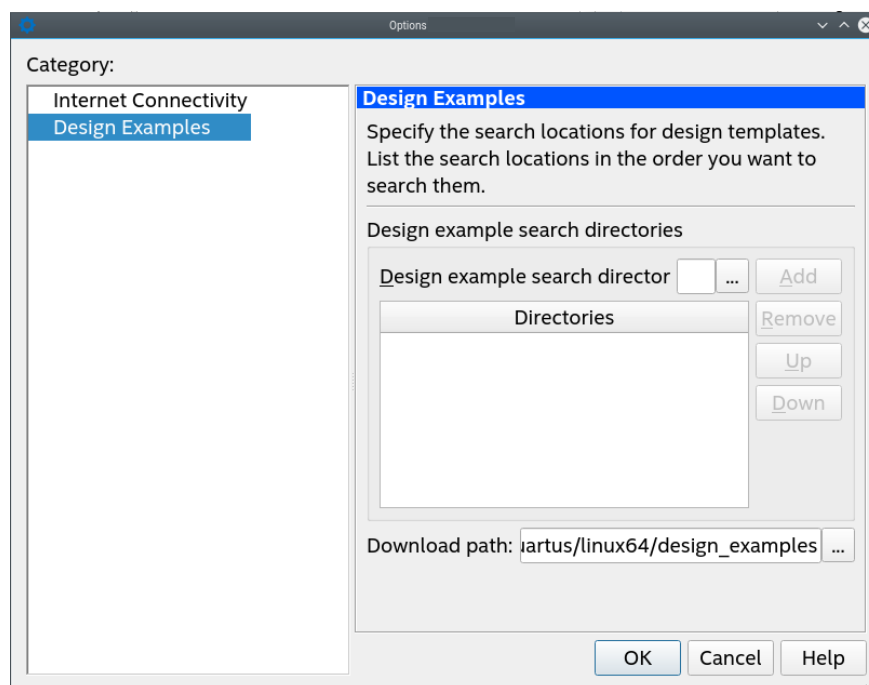 Options
Category:
Internet Connectivity
Design Examples
Design Examples
Specify the search locations for design templates.
List the search locations in the order you want to
search them.
Design example search directories
Design example search director
...
Add
Directories
Remove
Up
Down
Download path:
uartus/linux64/design_examples
...
OK
Cancel
Help